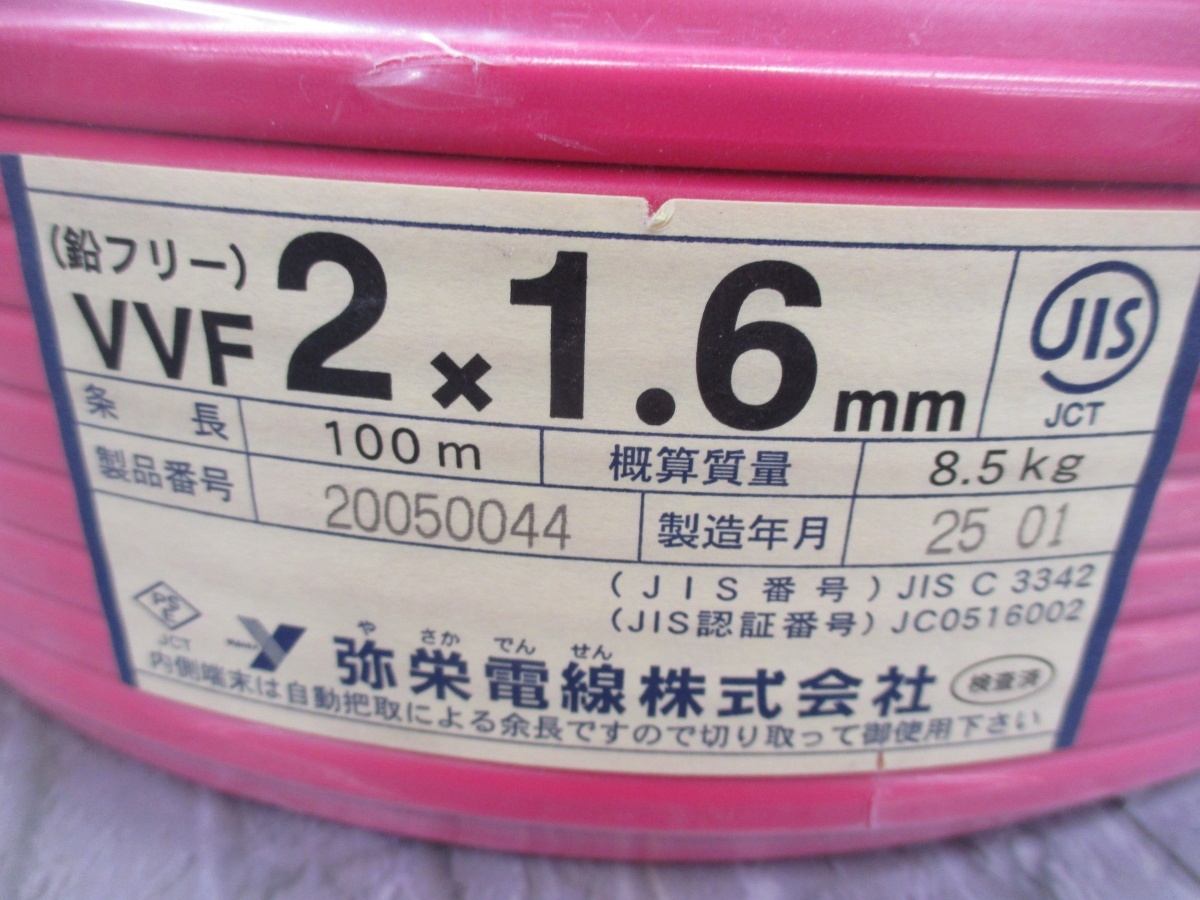 (鉛フリー)
VVF 2×1.6mm
JIS
JCT
条長 100m 概算質量 8.5kg
製品番号 20050044 製造年月 25 01
(JIS番号) JIS C 3342
(JIS認証番号) JC0516002
PSE
JCT
や さか でん せん
弥栄電線株式会社 検査済
内側端末は自動把取による余長ですので切り取って御使用下さい